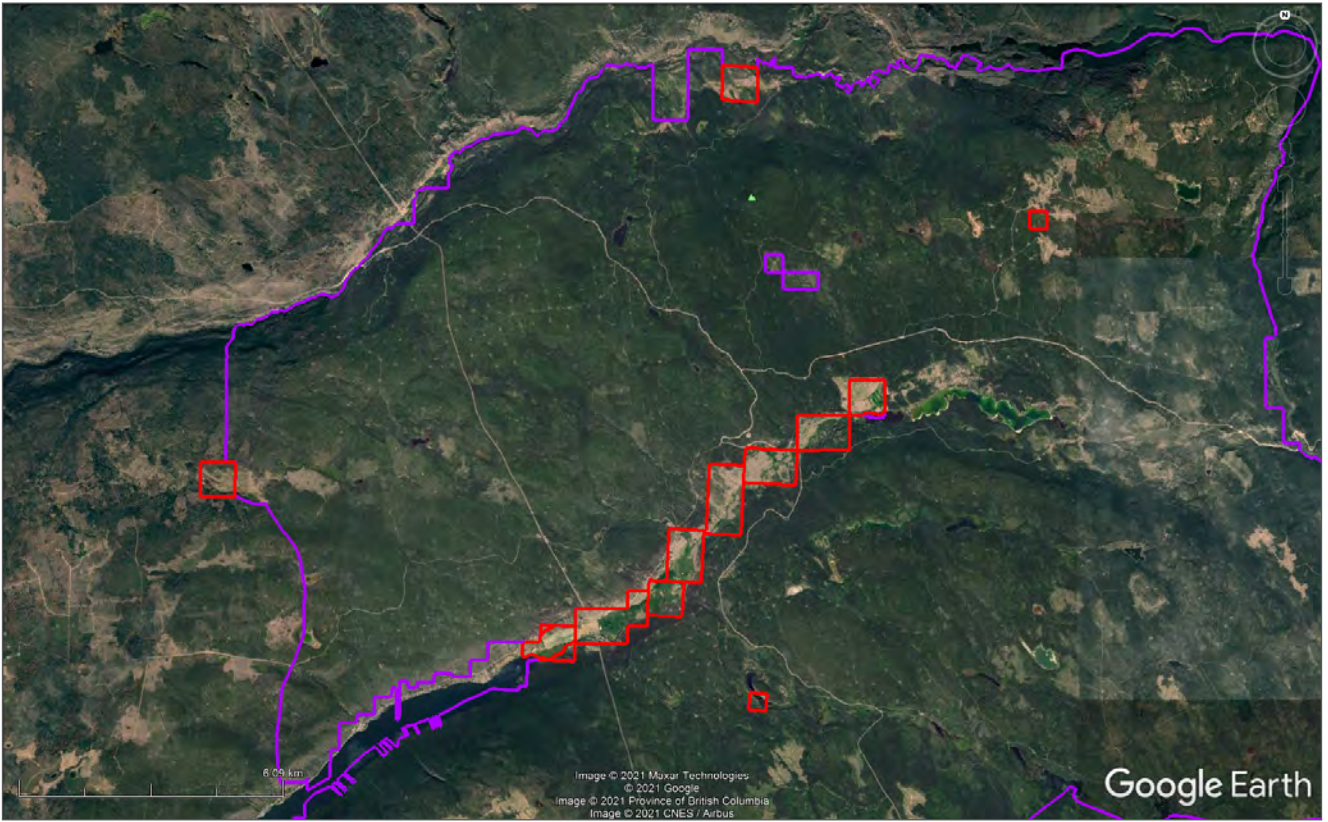 N
6.09 km
Image © 2021 Maxar Technologies
© 2021 Google
Image © 2021 Province of British Columbia
Image © 2021 CNES / Airbus
Google Earth